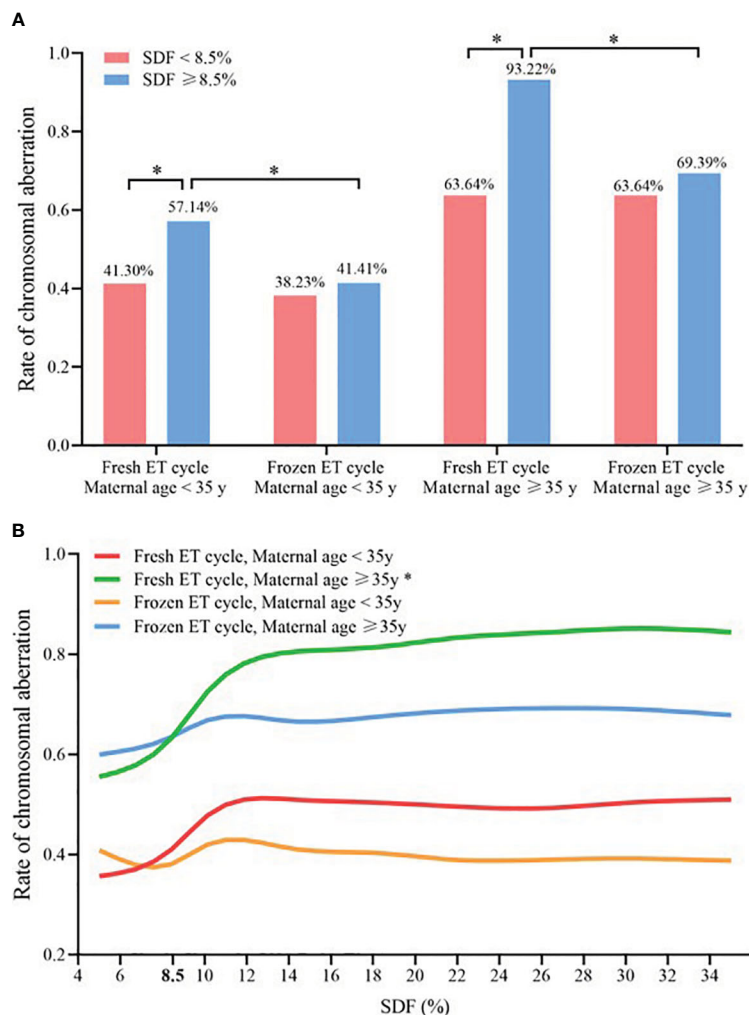 A
1.0
0.8
0.6
0.4
0.2
0.0
Rate of chromosomal aberration
SDF < 8.5%
SDF ⩾ 8.5%
*
*
*
*
41.30%
57.14%
38.23%
41.41%
63.64%
93.22%
63.64%
69.39%
Fresh ET cycle
Maternal age < 35 y
Frozen ET cycle
Maternal age < 35 y
Fresh ET cycle
Maternal age ⩾ 35 y
Frozen ET cycle
Maternal age ⩾ 35 y
B
1.0
0.8
0.6
0.4
0.2
Rate of chromosomal aberration
Fresh ET cycle, Maternal age < 35y
Fresh ET cycle, Maternal age ⩾ 35y *
Frozen ET cycle, Maternal age < 35y
Frozen ET cycle, Maternal age ⩾ 35y
4 6 8.5 10 12 14 16 18 20 22 24 26 28 30 32 34
SDF (%)